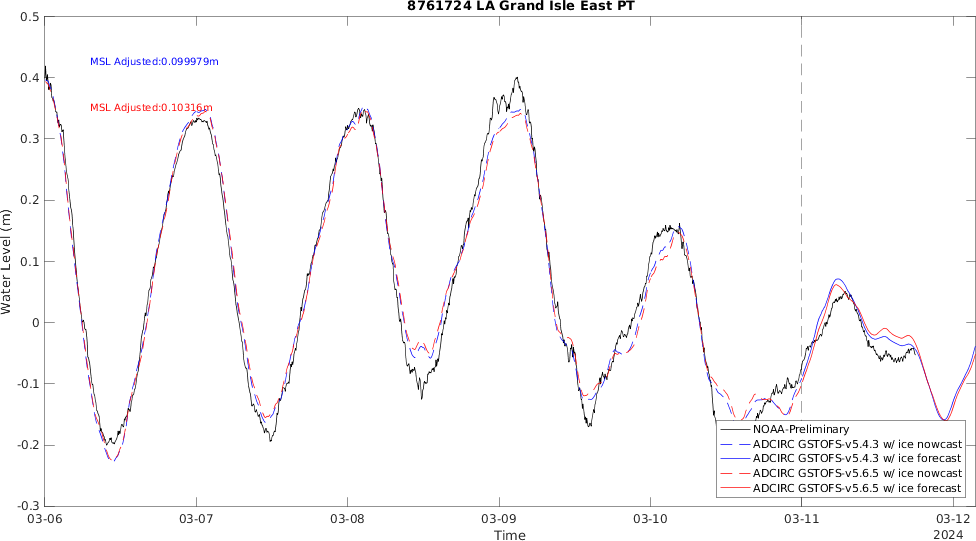 8761724 LA Grand Isle East PT
0.5
MSL Adjusted:0.099979m
0.4
MSL Adjusted:0.10316m
0.3
0.2
Water Level (m)
0.1
0
-0.1
-0.2
-0.3
NOAA-Preliminary
ADCIRC GSTOFS-v5.4.3 w/ ice nowcast
ADCIRC GSTOFS-v5.4.3 w/ ice forecast
ADCIRC GSTOFS-v5.6.5 w/ ice nowcast
ADCIRC GSTOFS-v5.6.5 w/ ice forecast
03-06 03-07 03-08 03-09 03-10 03-11 03-12
Time
2024